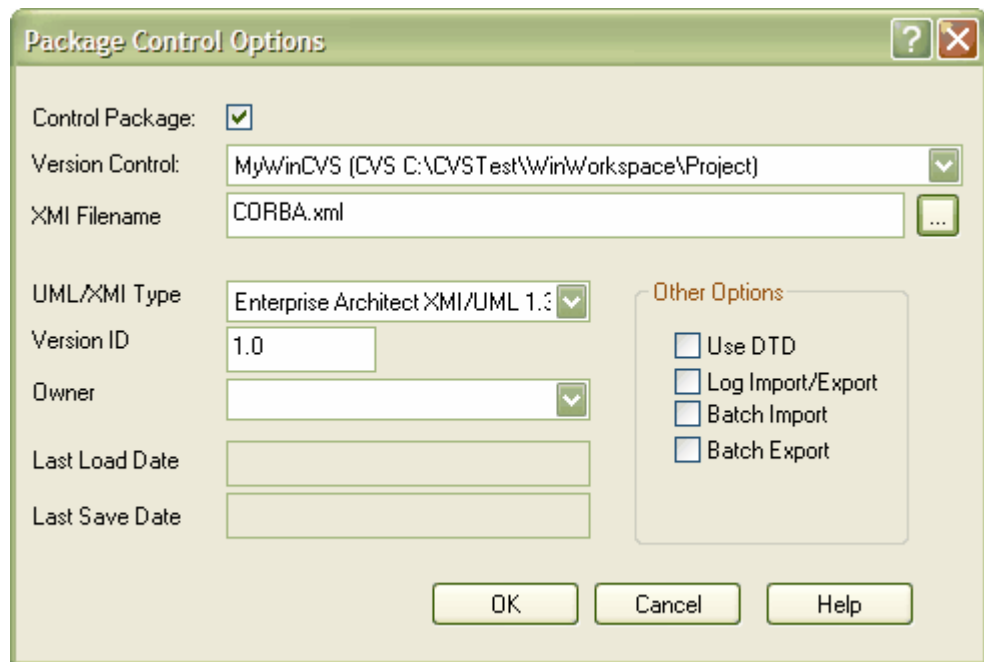 Package Control Options
Control Package:
Version Control: MyWinCVS (CVS C:\CVSTest\WinWorkspace\Project)
XMI Filename CORBA.xml ...
UML/XMI Type Enterprise Architect XMI/UML 1.3
Version ID 1.0
Owner
Last Load Date
Last Save Date
Other Options
Use DTD
Log Import/Export
Batch Import
Batch Export
OK Cancel Help